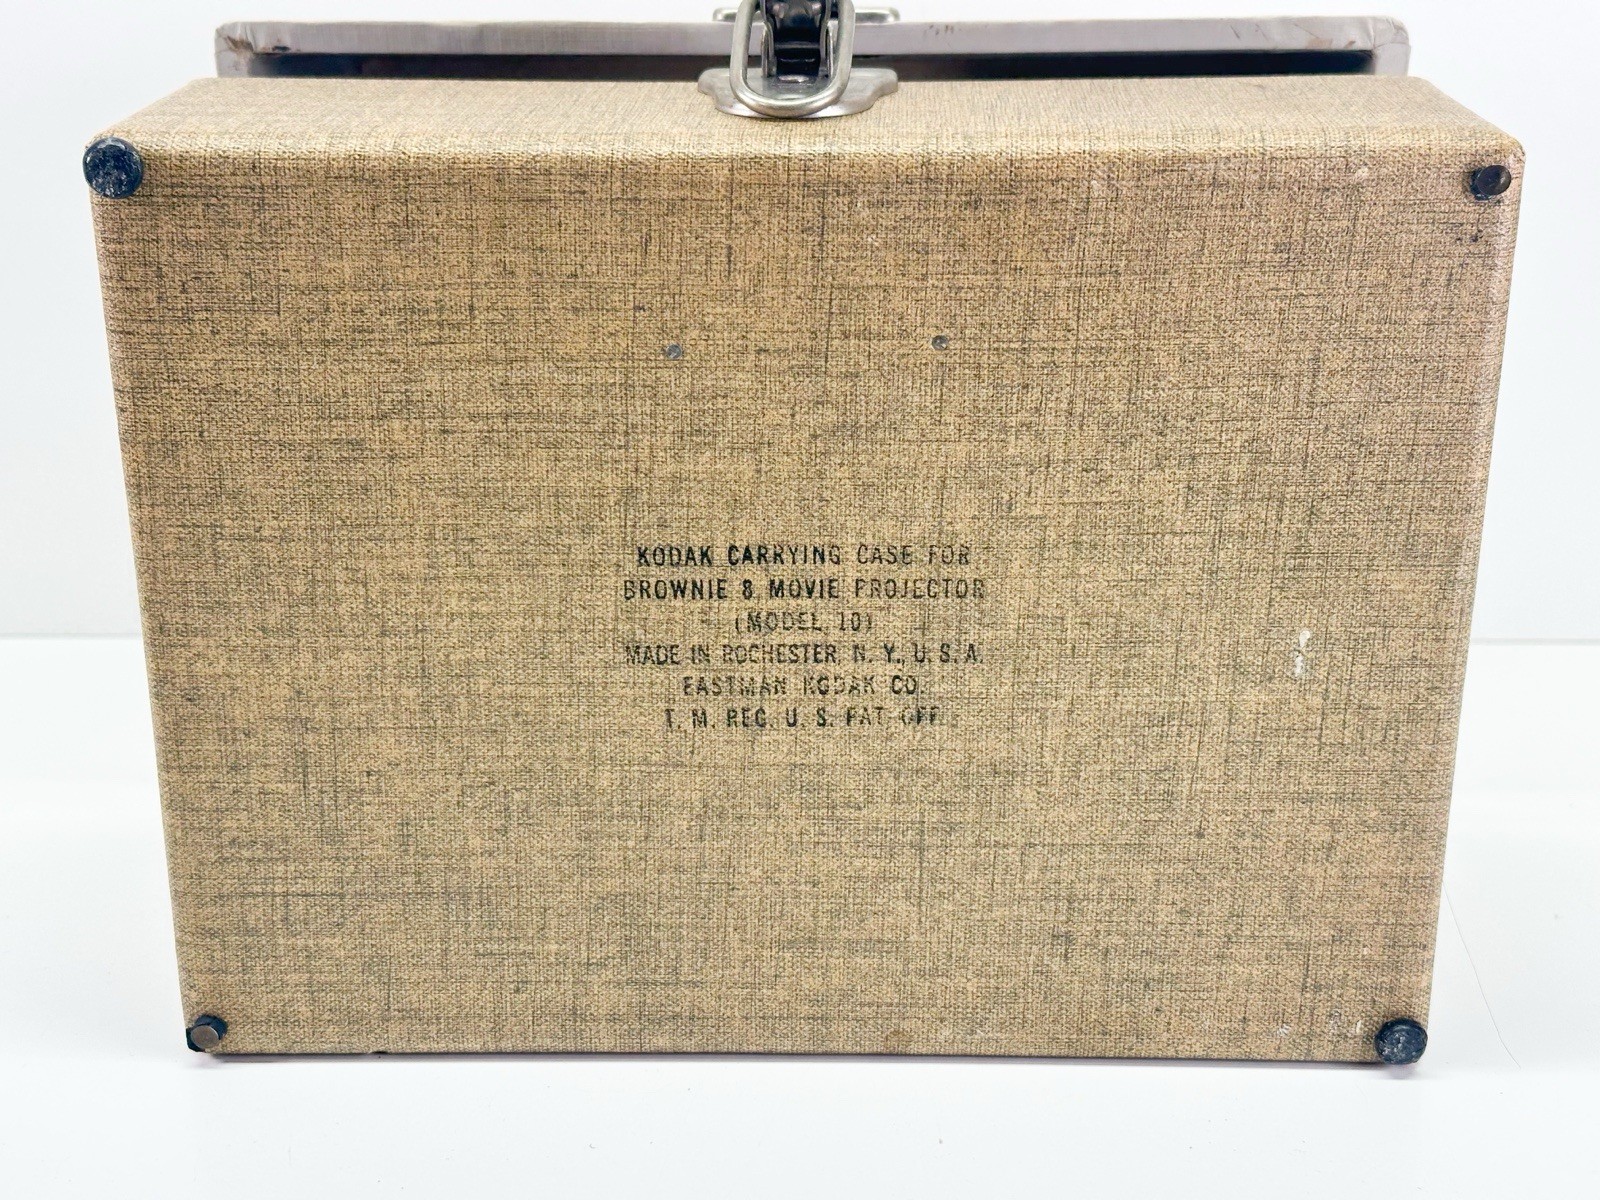 KODAK CARRYING CASE FOR
BROWNIE 8 MOVIE PROJECTOR
(MODEL 10)
MADE IN ROCHESTER, N. Y., U. S. A.
EASTMAN KODAK CO.
T. M. REG. U. S. PAT. OFF.